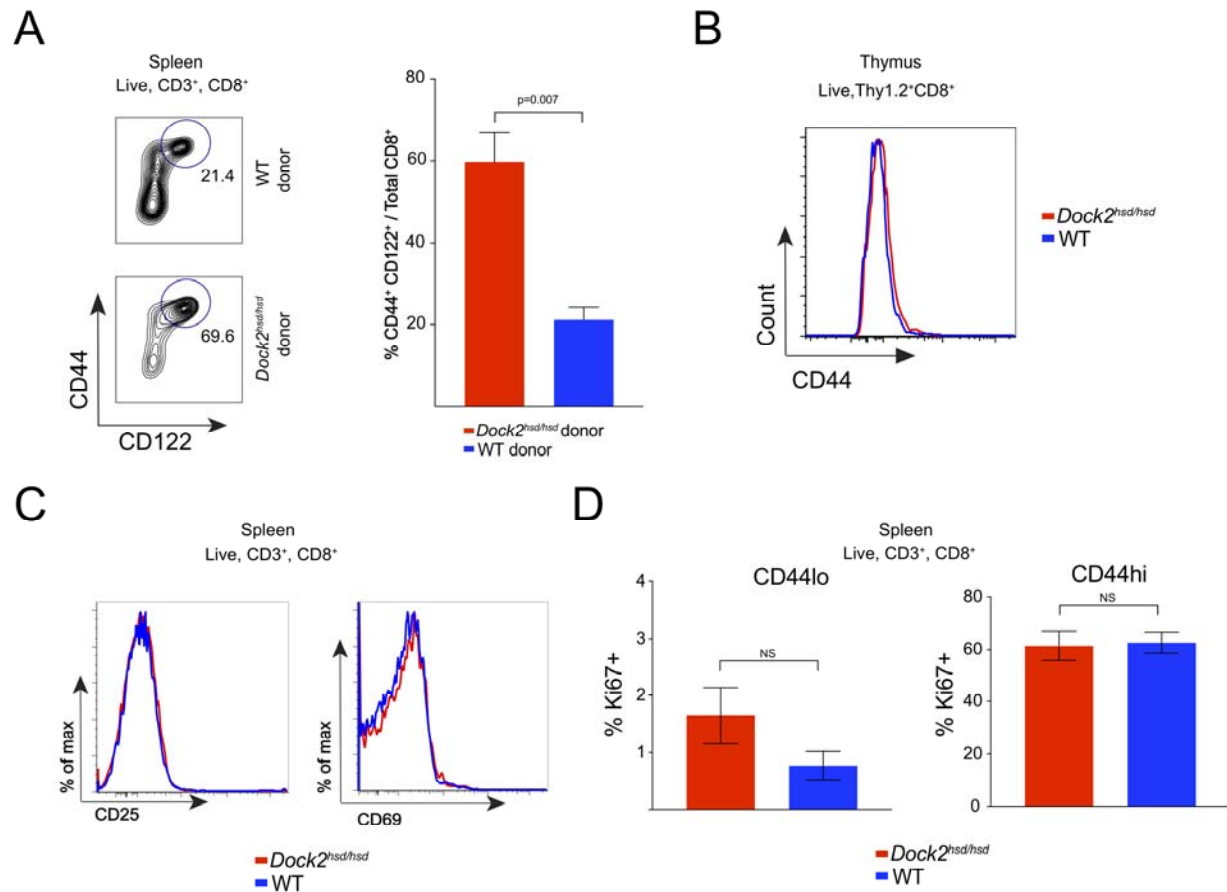 A
Spleen
Live, CD3⁺, CD8⁺
21.4
WT
donor
69.6
Dock2ʰˢᵈ/ʰˢᵈ
donor
CD44
CD122
% CD44⁺ CD122⁺ / Total CD8⁺
80
60
40
20
p=0.007
Dock2ʰˢᵈ/ʰˢᵈ donor
WT donor
B
Thymus
Live,Thy1.2⁺CD8⁺
Count
CD44
Dock2ʰˢᵈ/ʰˢᵈ
WT
C
Spleen
Live, CD3⁺, CD8⁺
% of max
CD25
% of max
CD69
Dock2ʰˢᵈ/ʰˢᵈ
WT
D
Spleen
Live, CD3⁺, CD8⁺
CD44lo
% Ki67+
4
3
2
1
NS
CD44hi
% Ki67+
80
60
40
20
0
NS
Dock2ʰˢᵈ/ʰˢᵈ
WT